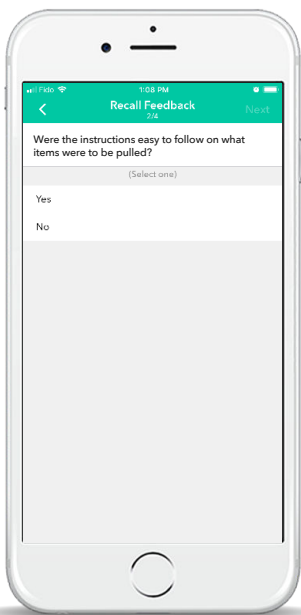 Fido 1:08 PM
Recall Feedback
2/4
Next
Were the instructions easy to follow on what
items were to be pulled?
(Select one)
Yes
No